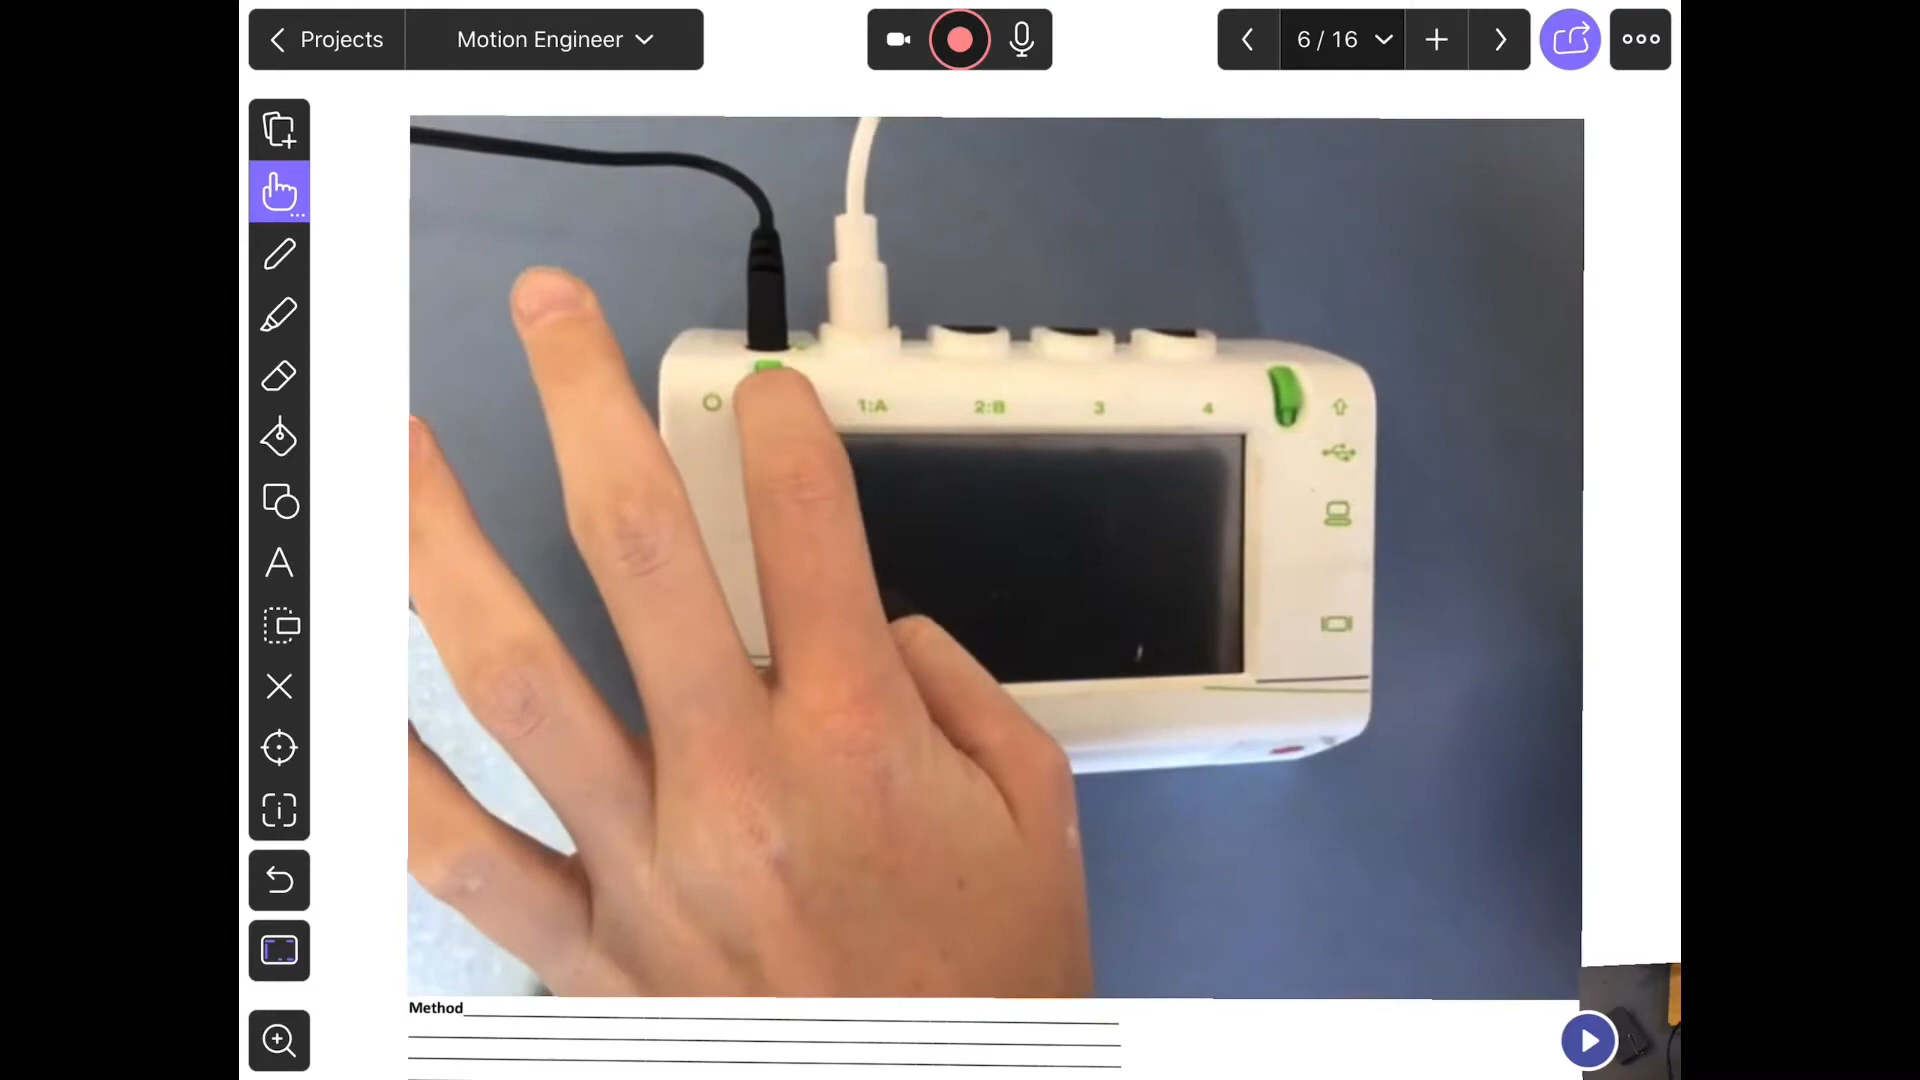 Projects
Motion Engineer
6 / 16
A
1:A
2:B
3
4
Method